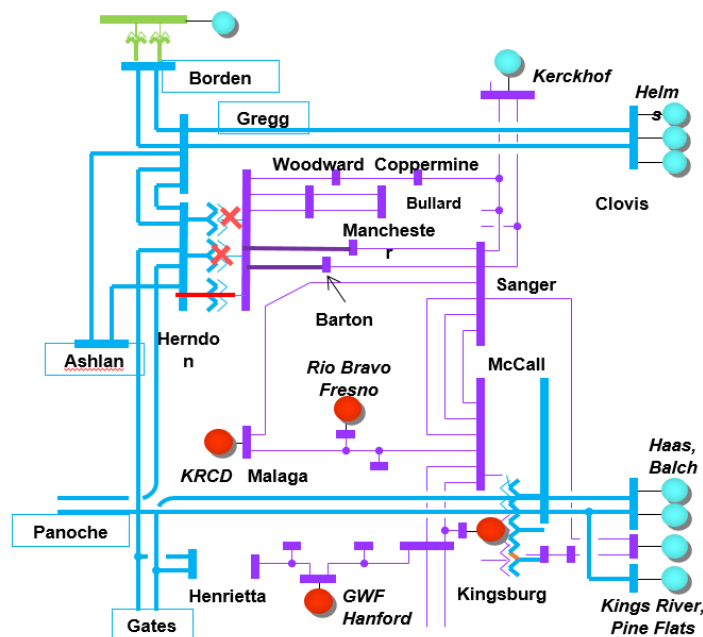 Borden
Kerckhof
Helm
s
Gregg
Woodward Coppermine
Bullard
Clovis
Mancheste
r
Sanger
Barton
Herndo
n
Ashlan
McCall
Rio Bravo
Fresno
Haas,
Balch
KRCD
Malaga
Panoche
Henrietta
GWF
Hanford
Kingsburg
Kings River,
Pine Flats
Gates